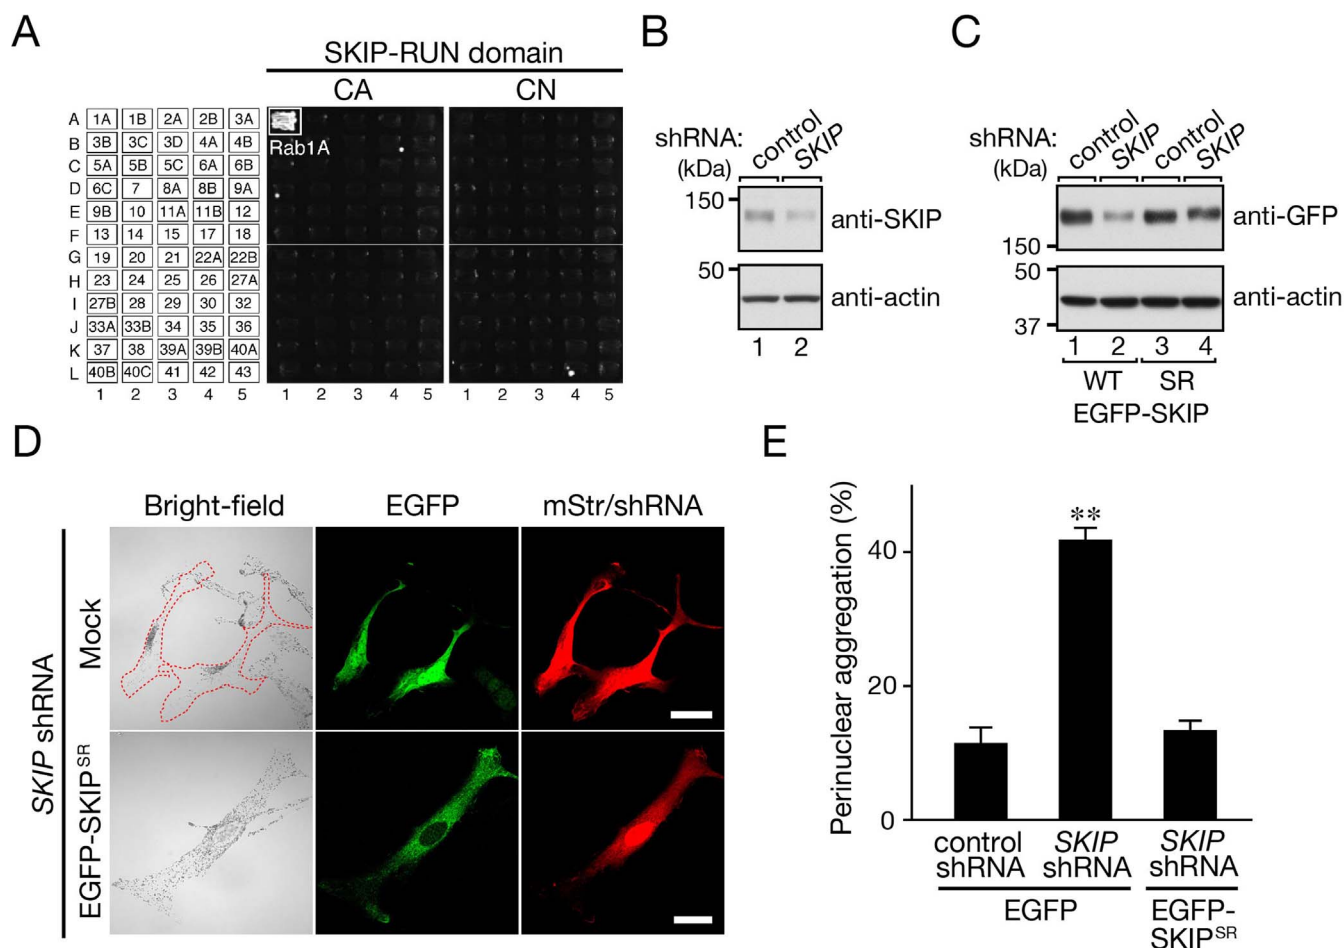 A
SKIP-RUN domain
CA CN
A 1A 1B 2A 2B 3A
Rab1A
B 3B 3C 3D 4A 4B
C 5A 5B 5C 6A 6B
D 6C 7 8A 8B 9A
E 9B 10 11A 11B 12
F 13 14 15 17 18
G 19 20 21 22A 22B
H 23 24 25 26 27A
I 27B 28 29 30 32
J 33A 33B 34 35 36
K 37 38 39A 39B 40A
L 40B 40C 41 42 43
1 2 3 4 5 1 2 3 4 5 1 2 3 4 5
B
shRNA: control SKIP
(kDa)
150
anti-SKIP
50
anti-actin
1 2
C
shRNA: control SKIP control SKIP
(kDa)
anti-GFP
150
50
anti-actin
37
1 2 3 4
WT SR
EGFP-SKIP
D
Bright-field EGFP mStr/shRNA
SKIP shRNA
Mock
EGFP-SKIPSR
E
Perinuclear aggregation (%)
40
20
0
**
control shRNA
SKIP shRNA
SKIP shRNA
EGFP
EGFP-SKIPSR